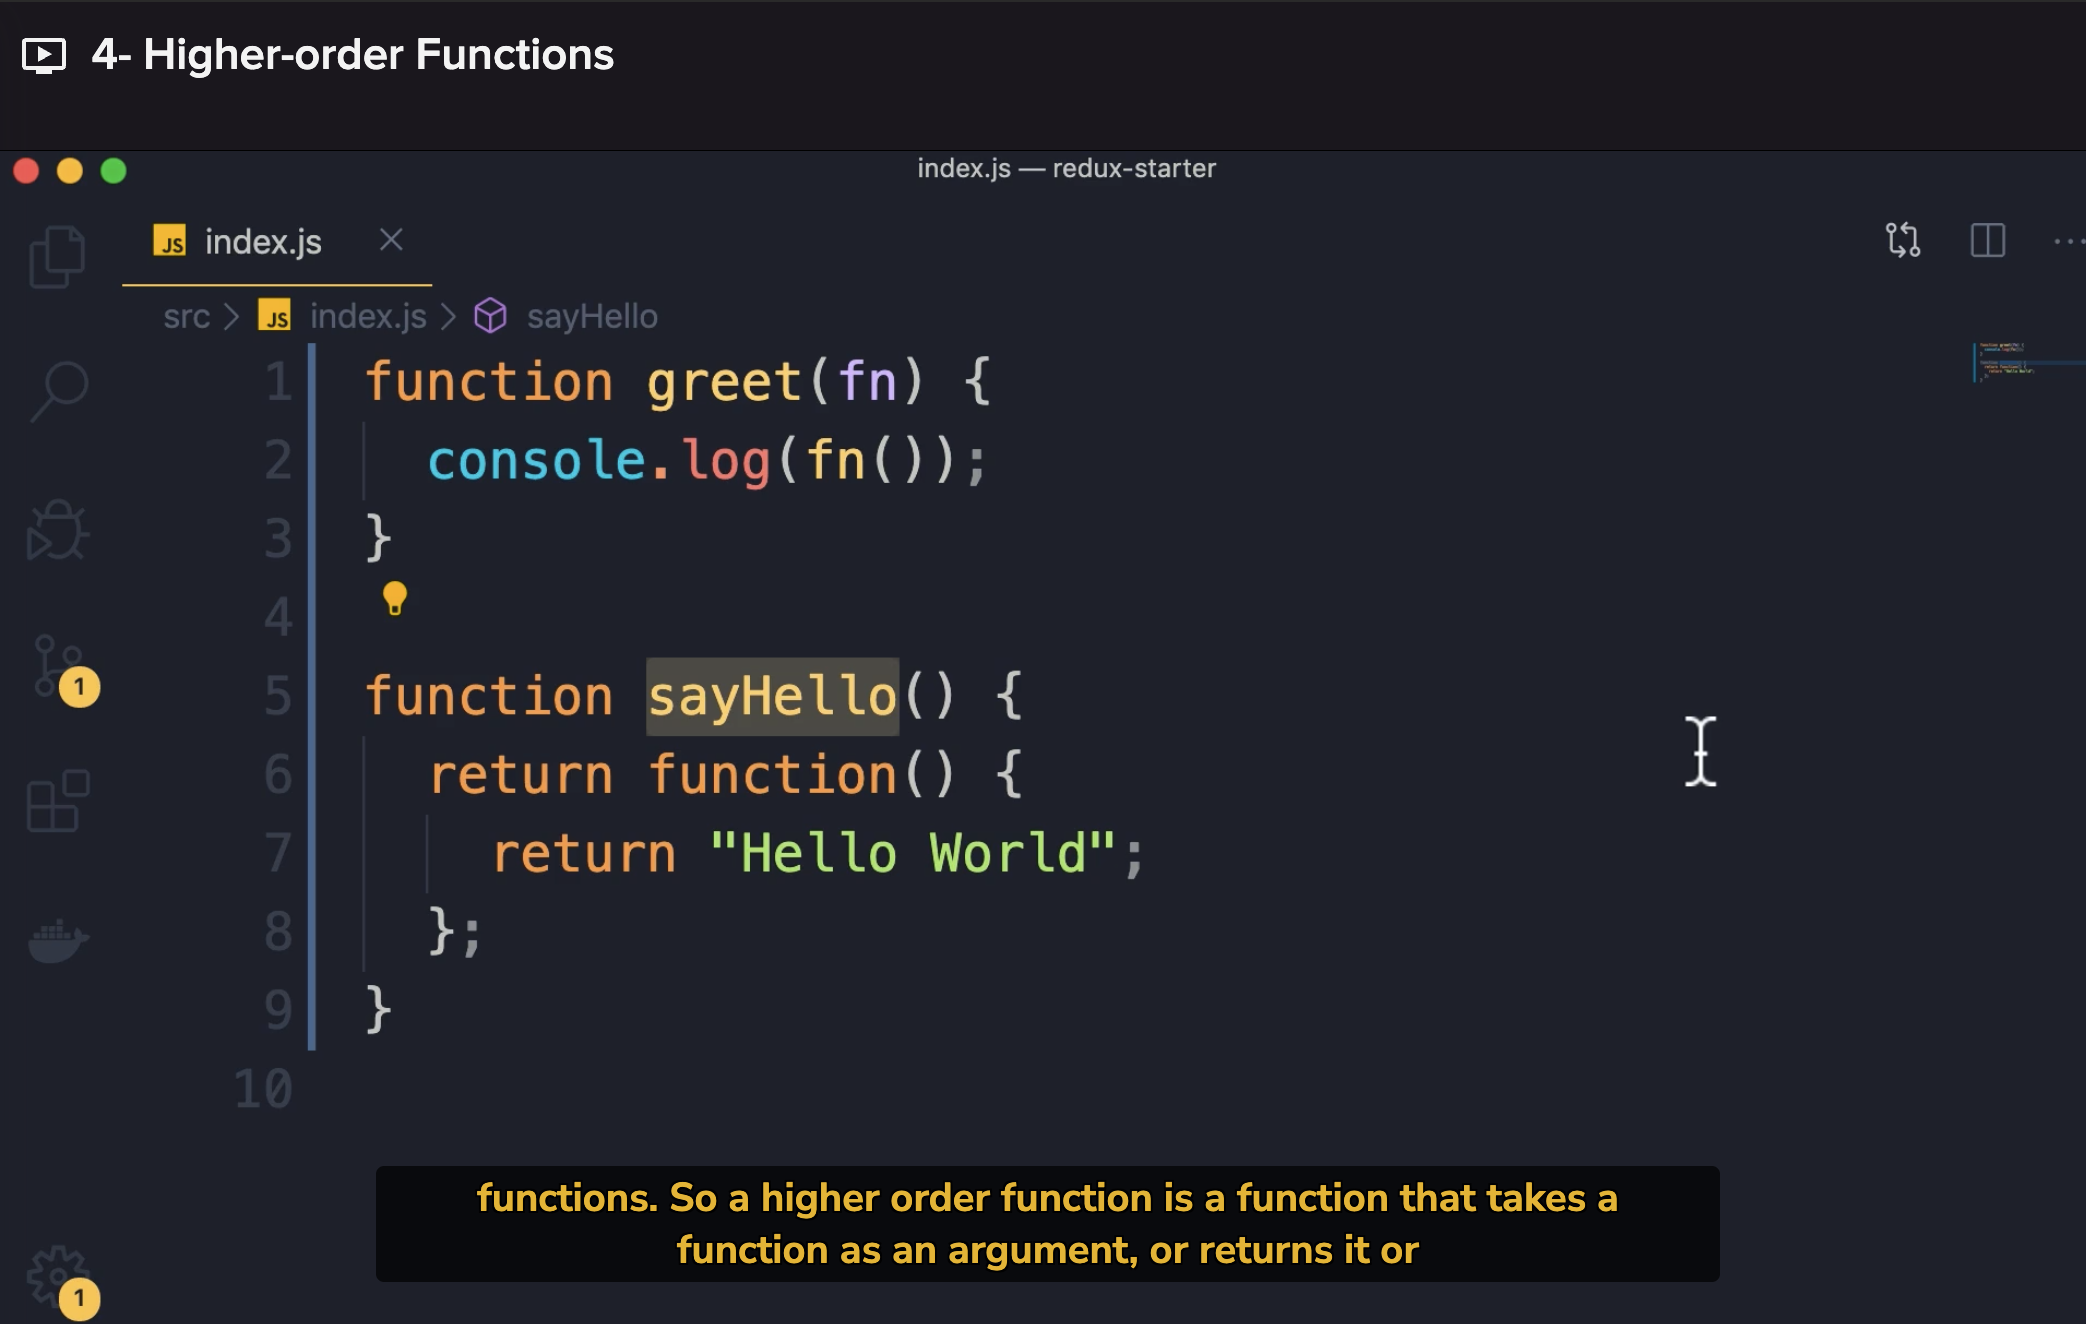 4- Higher-order Functions
index.js — redux-starter
JS index.js
src > JS index.js > sayHello
1 function greet(fn) {
2 console.log(fn());
3 }
4
5 function sayHello() {
6 return function() {
7 return "Hello World";
8 };
9 }
10
1
1
functions. So a higher order function is a function that takes a
function as an argument, or returns it or